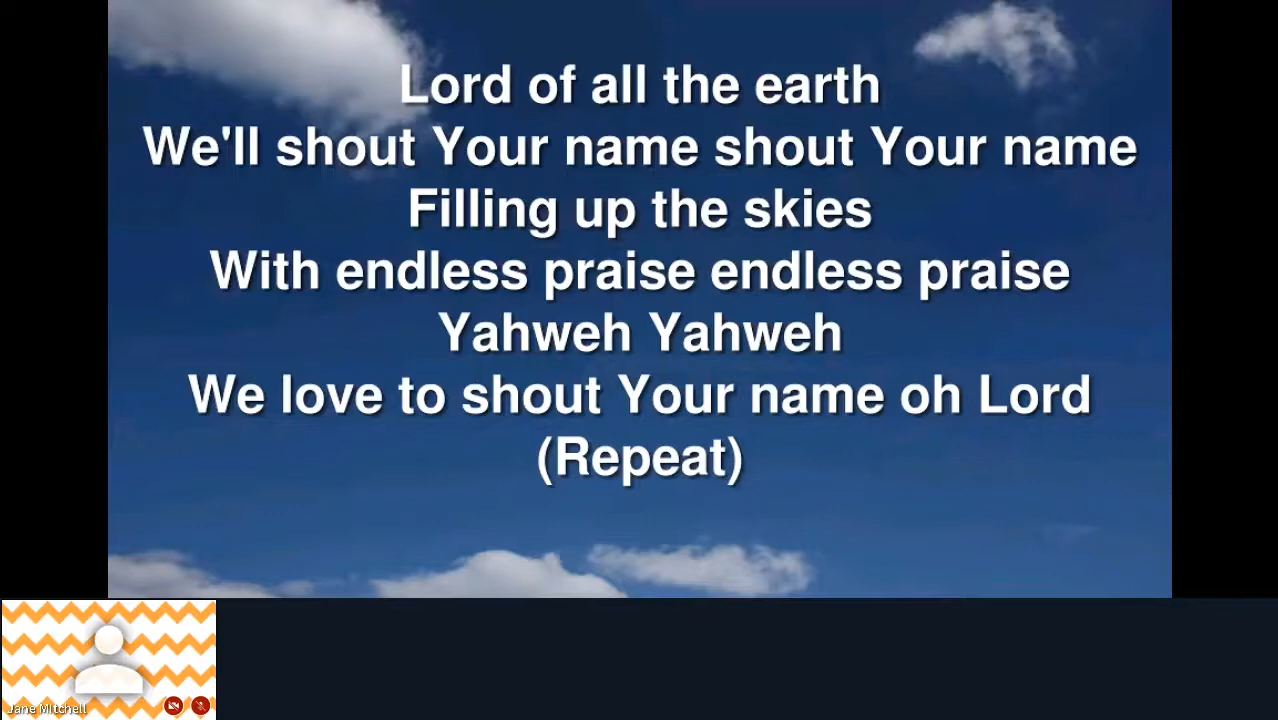 Lord of all the earth
We'll shout Your name shout Your name
Filling up the skies
With endless praise endless praise
Yahweh Yahweh
We love to shout Your name oh Lord
(Repeat)
Jane Mitchell